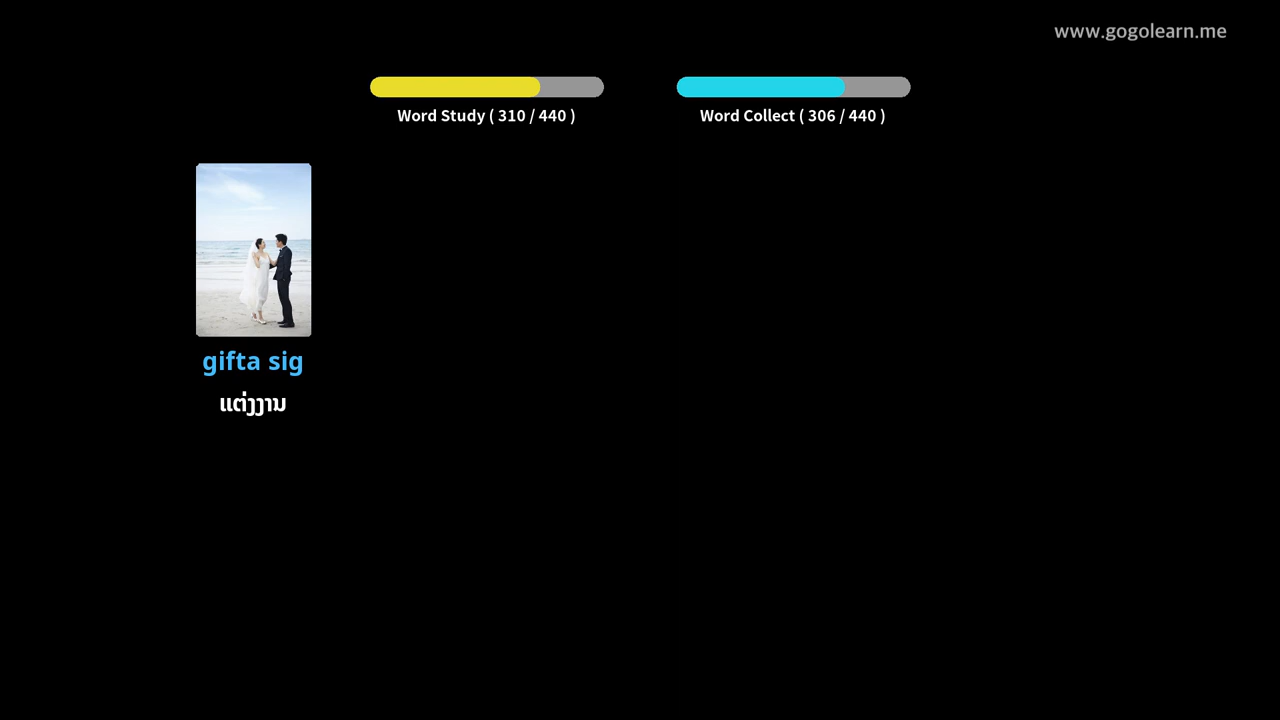 www.gogolearn.me
Word Study ( 310 / 440 )
Word Collect ( 306 / 440 )
gifta sig
ແຕ່ງງານ